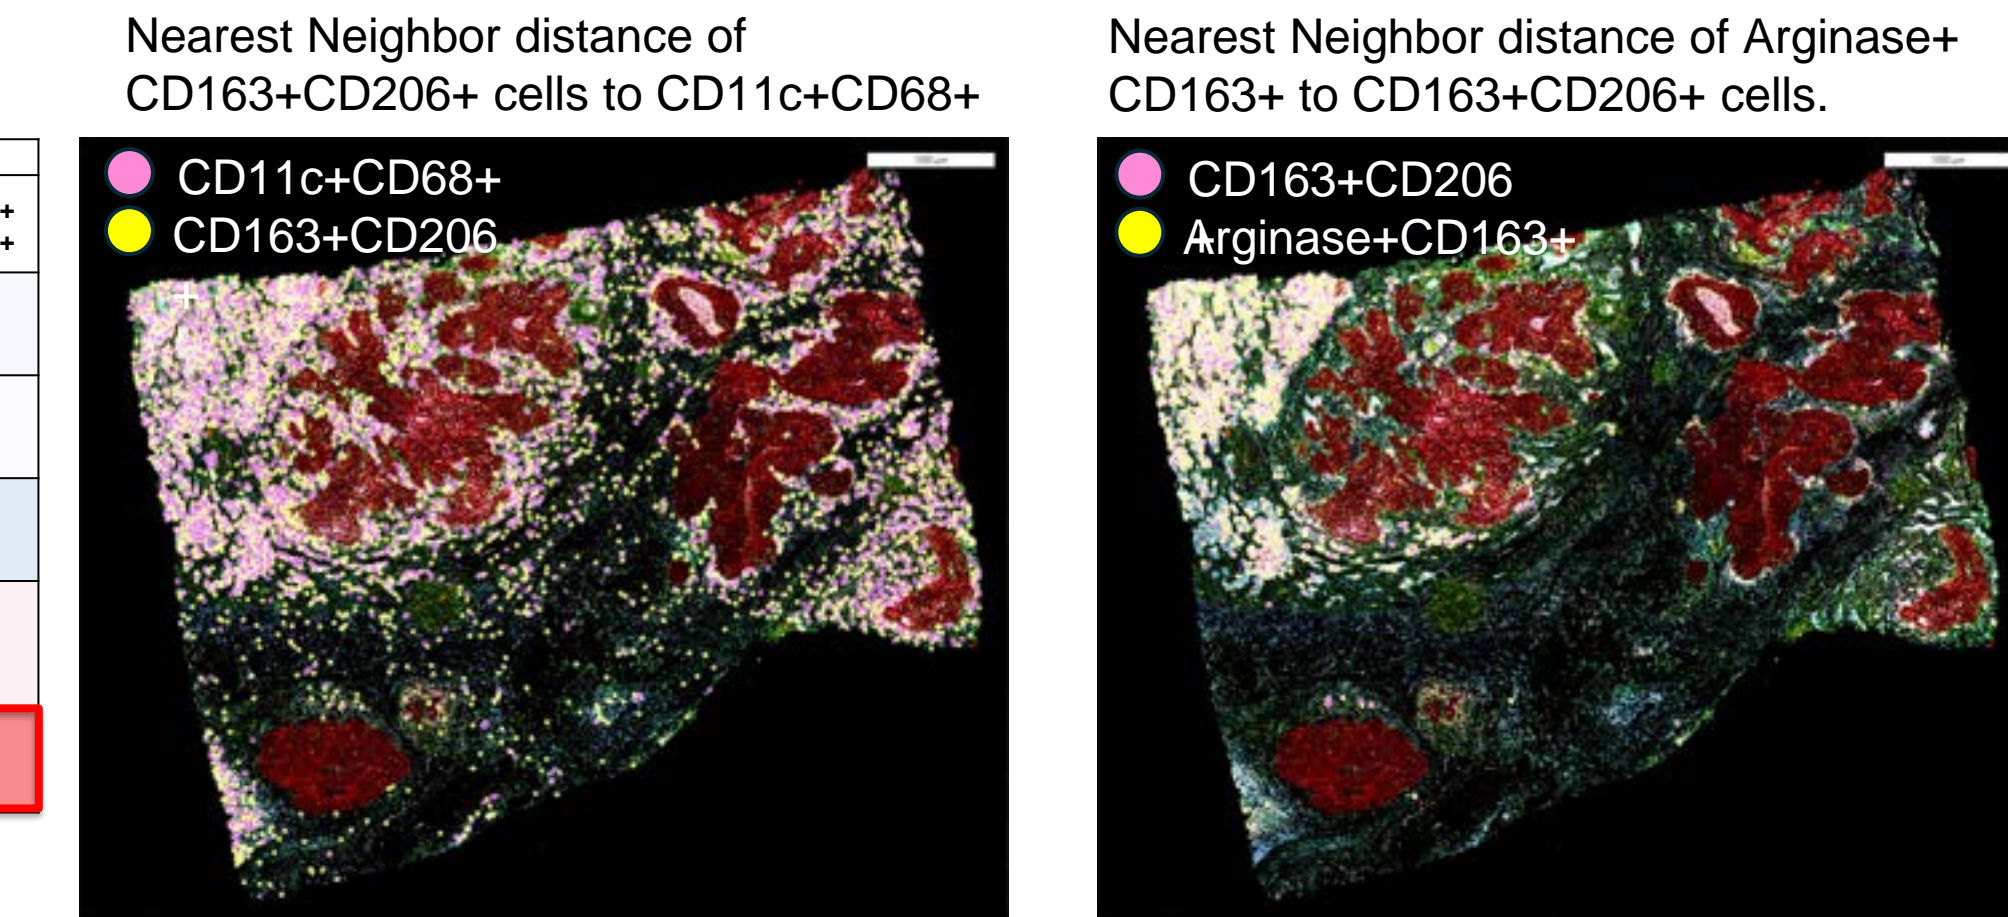 Nearest Neighbor distance of
CD163+CD206+ cells to CD11c+CD68+
Nearest Neighbor distance of Arginase+
CD163+ to CD163+CD206+ cells.
+
+
CD11c+CD68+
CD163+CD206
+
CD163+CD206
+
Arginase+CD163+